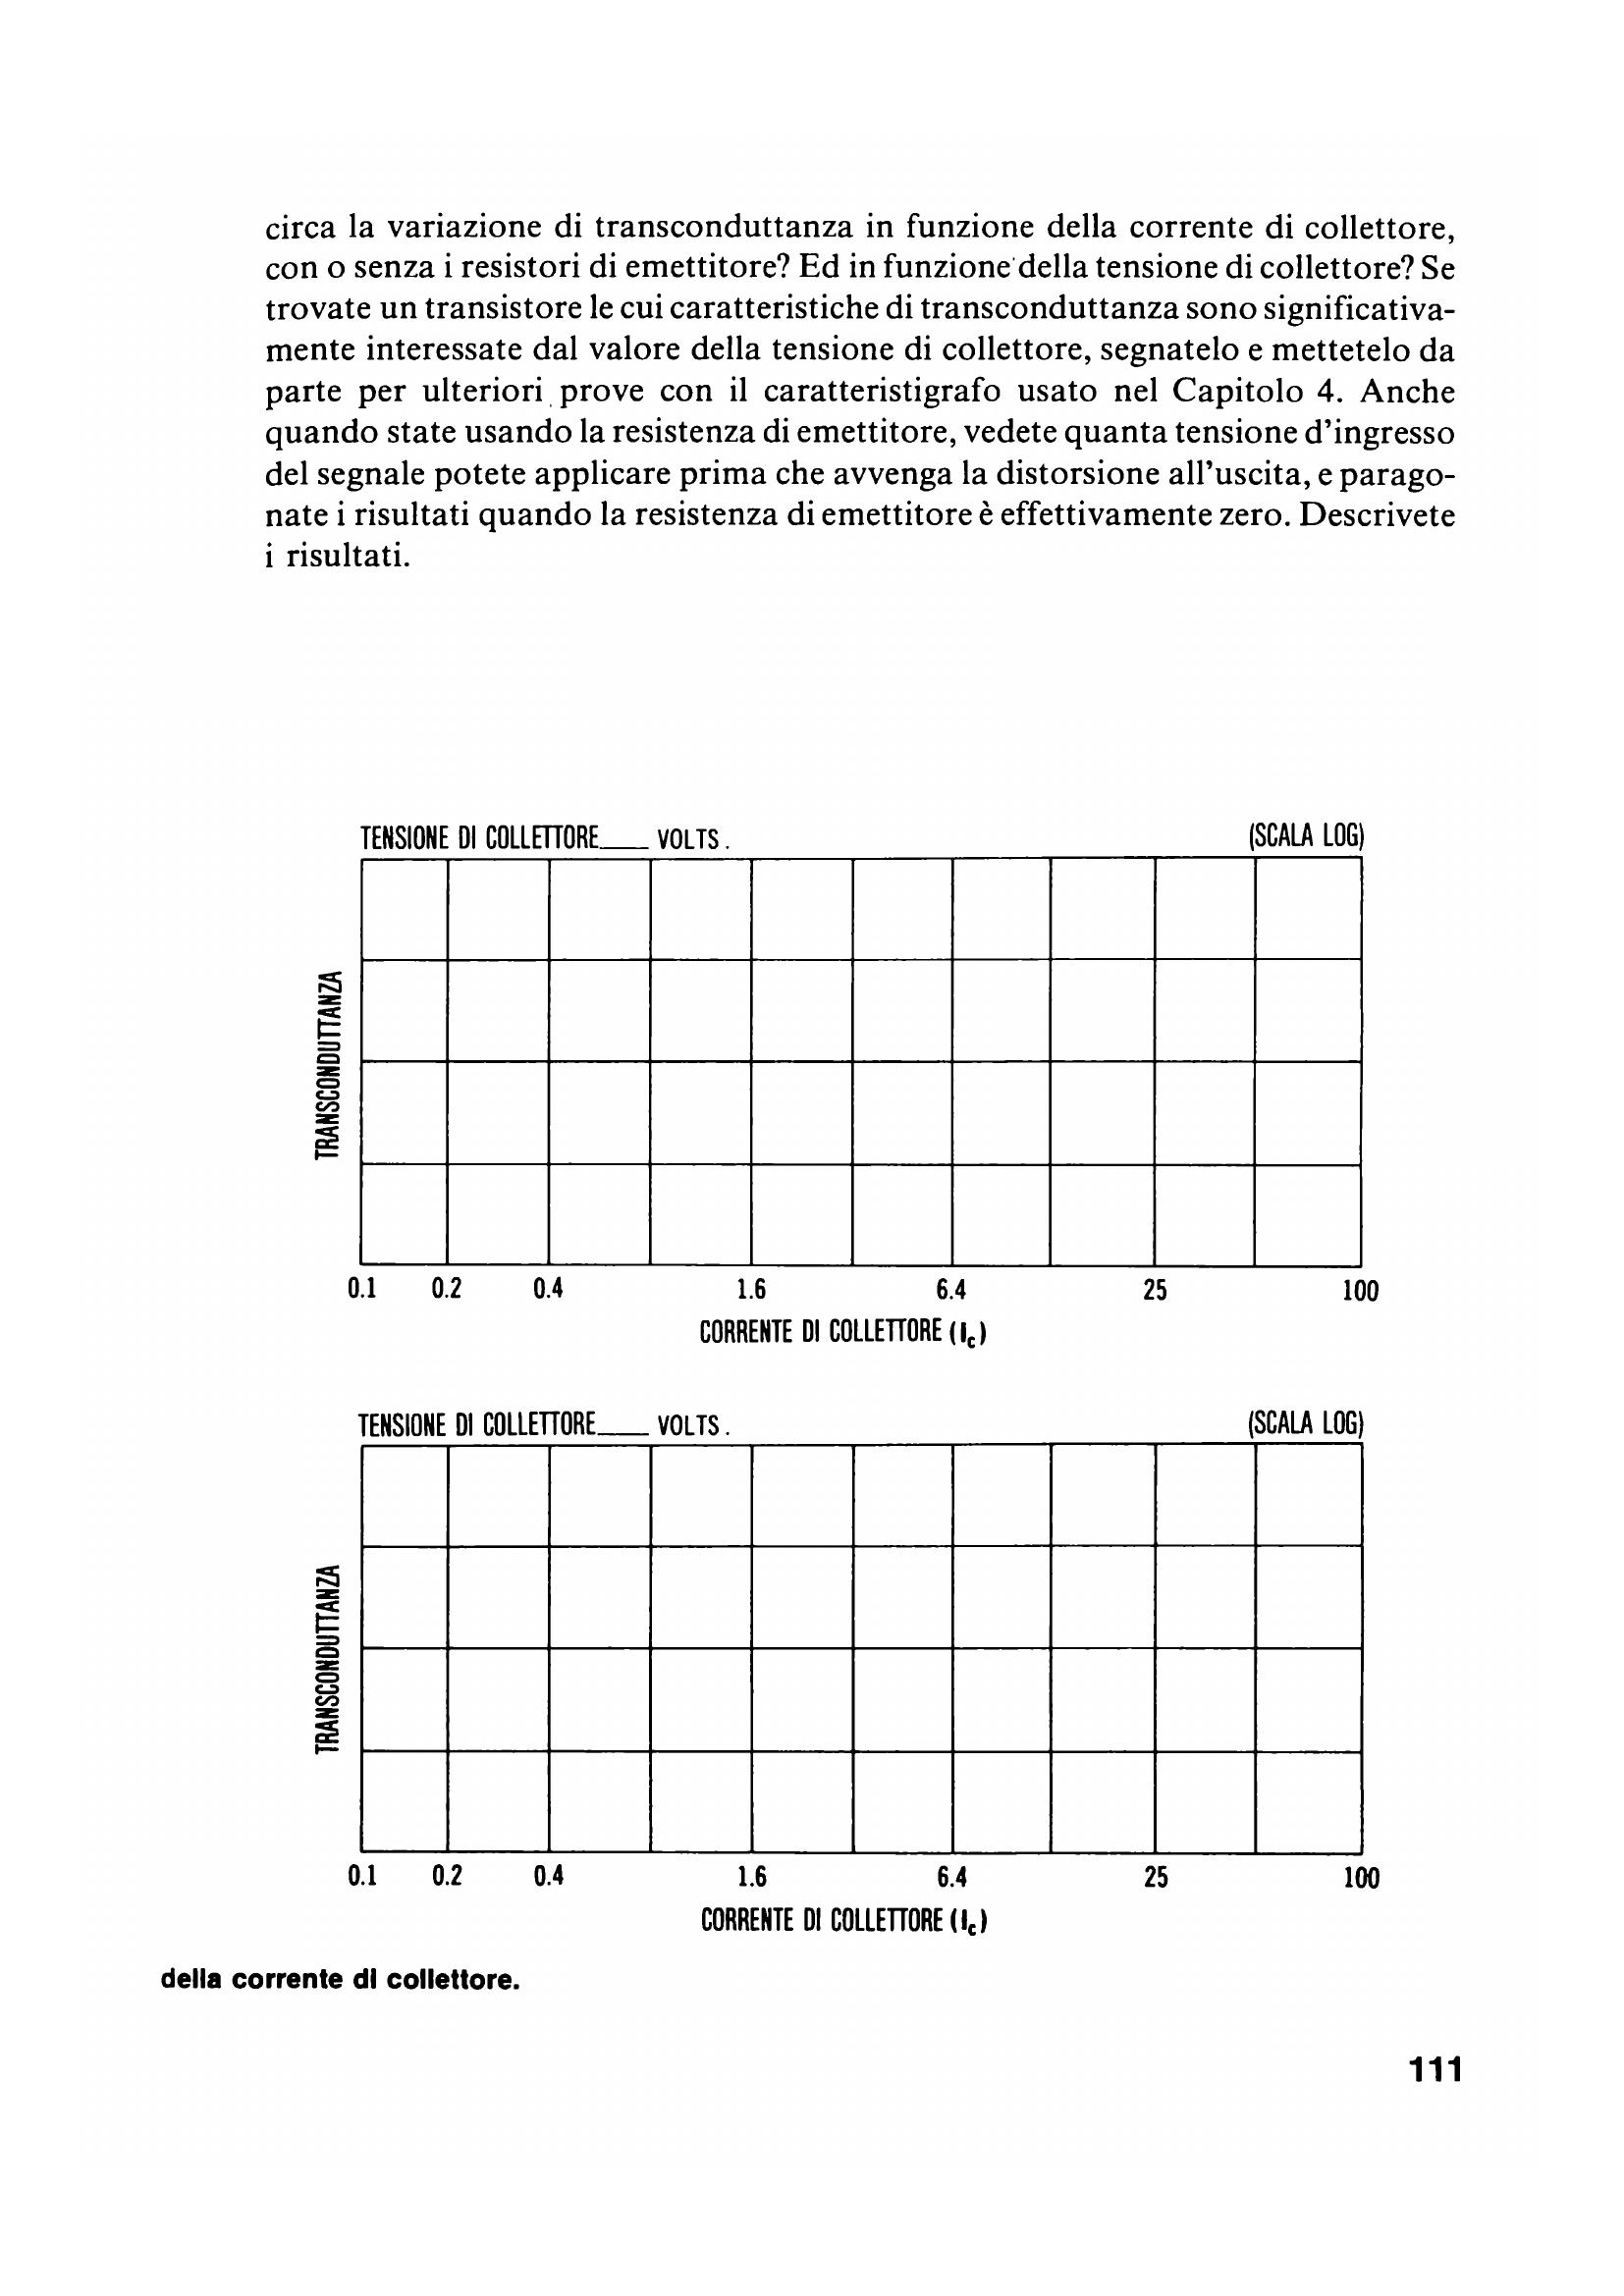 circa la variazione di transconduttanza in funzione della corrente di collettore,
con o senza i resistori di emettitore? Ed in funzione della tensione di collettore? Se
trovate un transistore le cui caratteristiche di transconduttanza sono significativa-
mente interessate dal valore della tensione di collettore, segnatelo e mettetelo da
parte per ulteriori prove con il caratteristigrafo usato nel Capitolo 4. Anche
quando state usando la resistenza di emettitore, vedete quanta tensione d'ingresso
del segnale potete applicare prima che avvenga la distorsione all'uscita, e parago-
nate i risultati quando la resistenza di emettitore è effettivamente zero. Descrivete
i risultati.
TENSIONE DI COLLETTORE____ VOLTS. (SCALA LOG)
TRANSCONDUTTANZA
0.1 0.2 0.4 1.6 6.4 25 100
CORRENTE DI COLLETTORE (Ic)
TENSIONE DI COLLETTORE____ VOLTS. (SCALA LOG)
TRANSCONDUTTANZA
0.1 0.2 0.4 1.6 6.4 25 100
CORRENTE DI COLLETTORE (Ic)
della corrente di collettore.
111